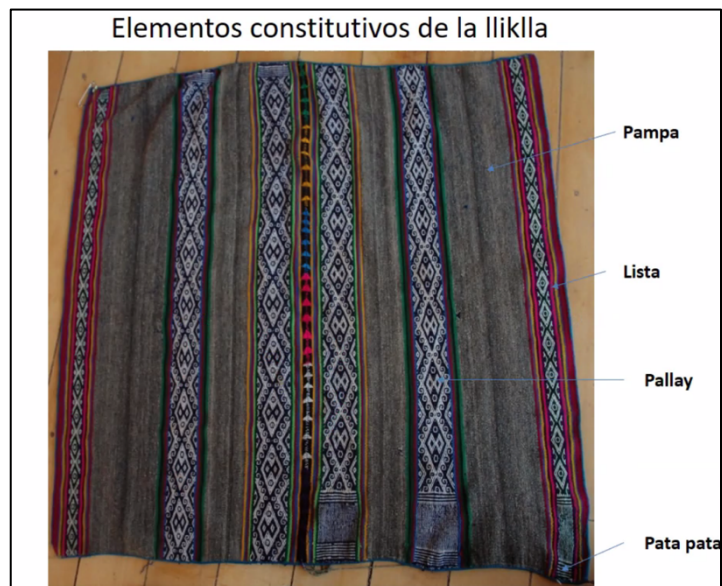 Elementos constitutivos de la lliklla
Pampa
Lista
Pallay
Pata pata